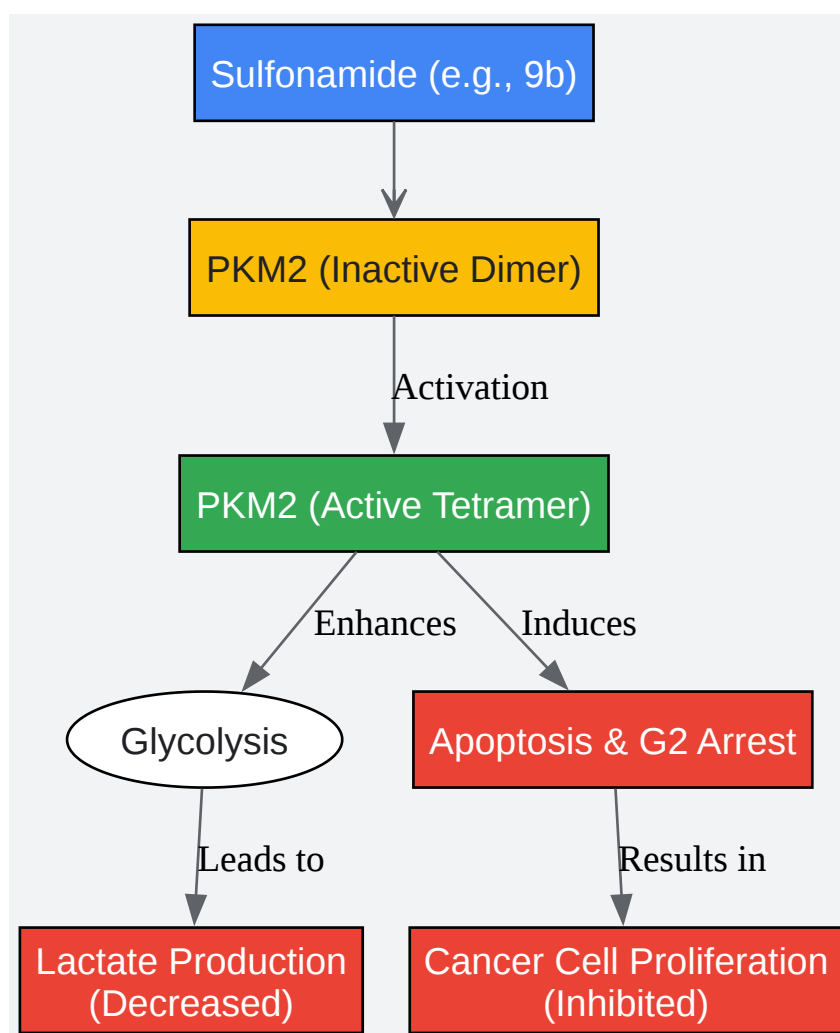 Sulfonamide (e.g., 9b)
PKM2 (Inactive Dimer)
Activation
PKM2 (Active Tetramer)
Enhances
Induces
Glycolysis
Apoptosis & G2 Arrest
Leads to
Results in
Lactate Production
(Decreased)
Cancer Cell Proliferation
(Inhibited)